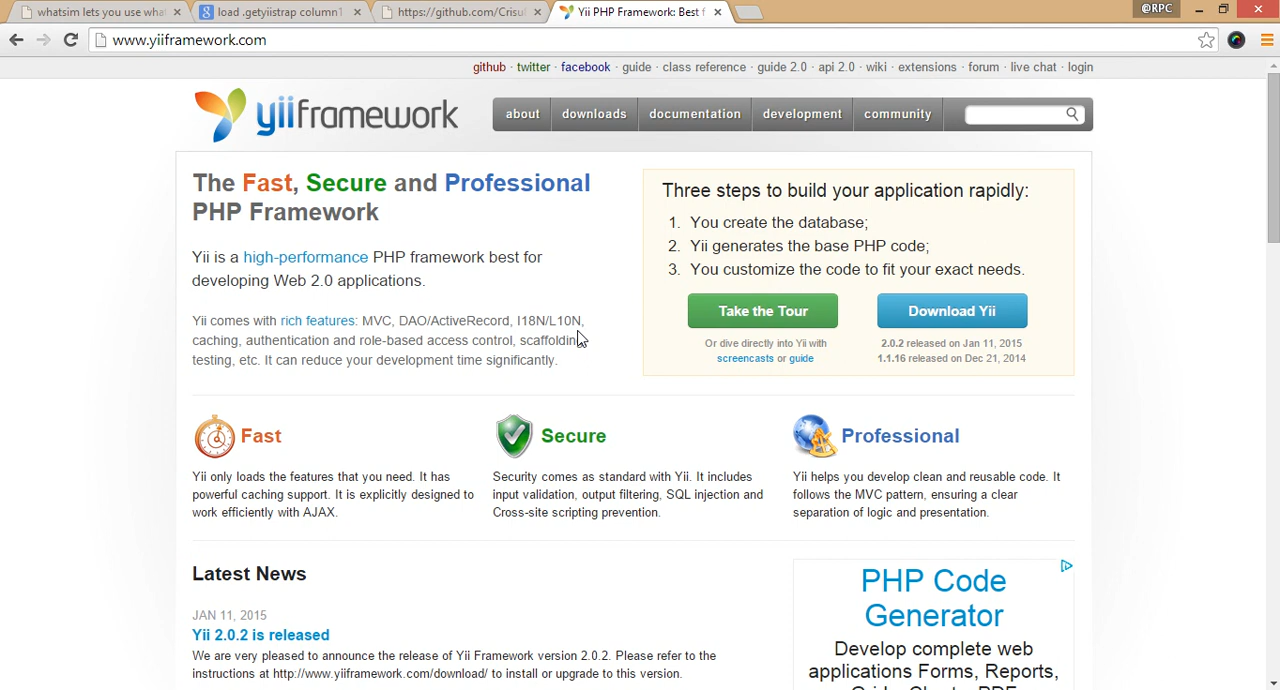 whatsim lets you use what
load .getyiistrap columnT
https://github.com/Crisul
Yii PHP Framework: Best f
@RPC
www.yiiframework.com
github · twitter · facebook · guide · class reference · guide 2.0 · api 2.0 · wiki · extensions · forum · live chat · login
yiiframework
about
downloads
documentation
development
community
The Fast, Secure and Professional
PHP Framework
Yii is a high-performance PHP framework best for
developing Web 2.0 applications.
Yii comes with rich features: MVC, DAO/ActiveRecord, I18N/L10N,
caching, authentication and role-based access control, scaffolding,
testing, etc. It can reduce your development time significantly.
Three steps to build your application rapidly:
1. You create the database;
2. Yii generates the base PHP code;
3. You customize the code to fit your exact needs.
Take the Tour
Or dive directly into Yii with
screencasts or guide
Download Yii
2.0.2 released on Jan 11, 2015
1.1.16 released on Dec 21, 2014
Fast
Yii only loads the features that you need. It has
powerful caching support. It is explicitly designed to
work efficiently with AJAX.
Secure
Security comes as standard with Yii. It includes
input validation, output filtering, SQL injection and
Cross-site scripting prevention.
Professional
Yii helps you develop clean and reusable code. It
follows the MVC pattern, ensuring a clear
separation of logic and presentation.
Latest News
JAN 11, 2015
Yii 2.0.2 is released
We are very pleased to announce the release of Yii Framework version 2.0.2. Please refer to the
instructions at http://www.yiiframework.com/download/ to install or upgrade to this version.
PHP Code
Generator
Develop complete web
applications Forms, Reports,